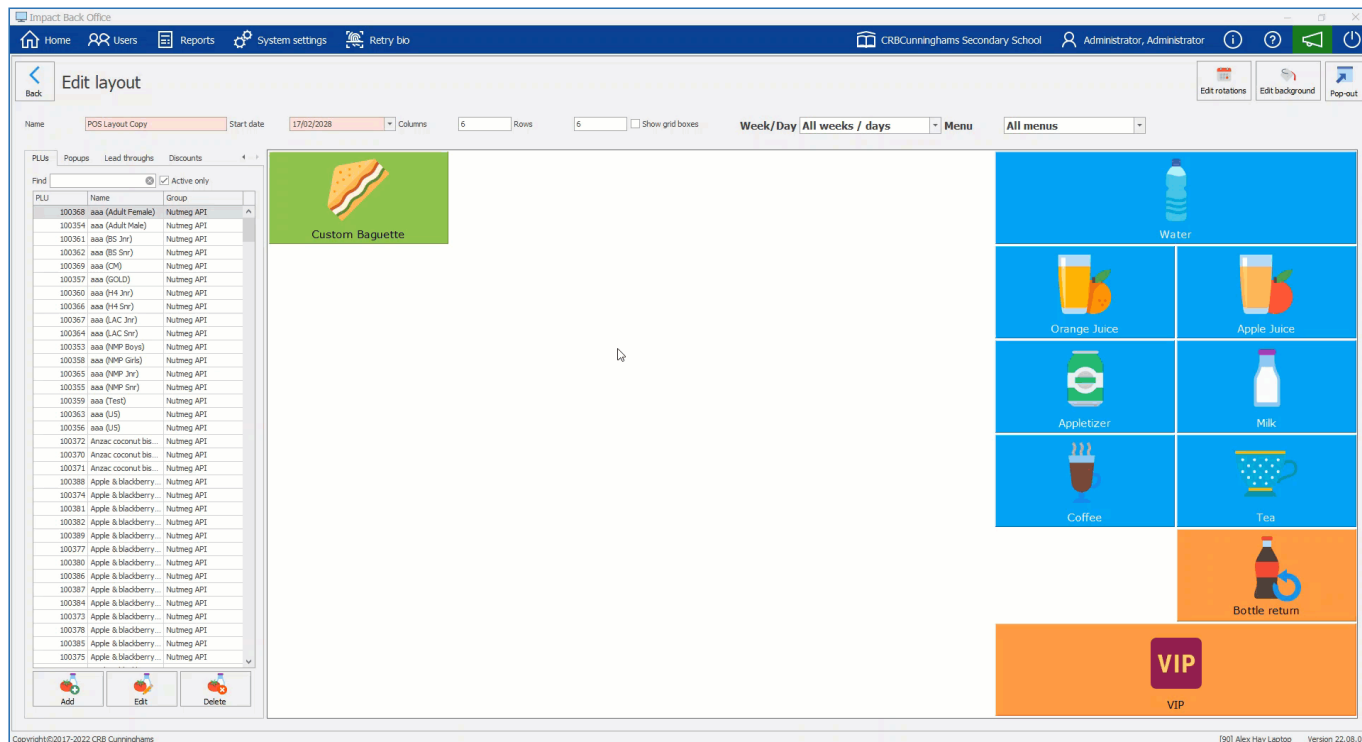 Impact Back Office
Home Users Reports System settings Retry bio CRBCunninghams Secondary School Administrator, Administrator
Back Edit layout Edit rotations Edit background Pop-out
Name POS Layout Copy Start date 17/02/2028 Columns 6 Rows 6 Show grid boxes Week/Day All weeks / days Menu All menus
PLUs Popups Lead throughs Discounts
Find Active only
PLU Name Group
100368 aaa (Adult Female) Nutmeg API
100354 aaa (Adult Male) Nutmeg API
100361 aaa (BS Jnr) Nutmeg API
100362 aaa (BS Snr) Nutmeg API
100369 aaa (CM) Nutmeg API
100357 aaa (GOLD) Nutmeg API
100360 aaa (H4 Jnr) Nutmeg API
100366 aaa (H4 Snr) Nutmeg API
100367 aaa (LAC Jnr) Nutmeg API
100364 aaa (LAC Snr) Nutmeg API
100353 aaa (NMP Boys) Nutmeg API
100358 aaa (NMP Girls) Nutmeg API
100365 aaa (NMP Jnr) Nutmeg API
100355 aaa (NMP Snr) Nutmeg API
100359 aaa (Test) Nutmeg API
100363 aaa (US) Nutmeg API
100356 aaa (US) Nutmeg API
100372 Anzac coconut bis... Nutmeg API
100370 Anzac coconut bis... Nutmeg API
100371 Anzac coconut bis... Nutmeg API
100388 Apple & blackberry... Nutmeg API
100374 Apple & blackberry... Nutmeg API
100381 Apple & blackberry... Nutmeg API
100382 Apple & blackberry... Nutmeg API
100389 Apple & blackberry... Nutmeg API
100377 Apple & blackberry... Nutmeg API
100380 Apple & blackberry... Nutmeg API
100386 Apple & blackberry... Nutmeg API
100387 Apple & blackberry... Nutmeg API
100384 Apple & blackberry... Nutmeg API
100373 Apple & blackberry... Nutmeg API
100378 Apple & blackberry... Nutmeg API
100385 Apple & blackberry... Nutmeg API
100375 Apple & blackberry... Nutmeg API
Add Edit Delete
Custom Baguette
Water
Orange Juice Apple Juice
Appletizer Milk
Coffee Tea
Bottle return
VIP
VIP
Copyright©2017-2022 CRB Cunninghams [90] Alex Hay Laptop Version 22.08.0